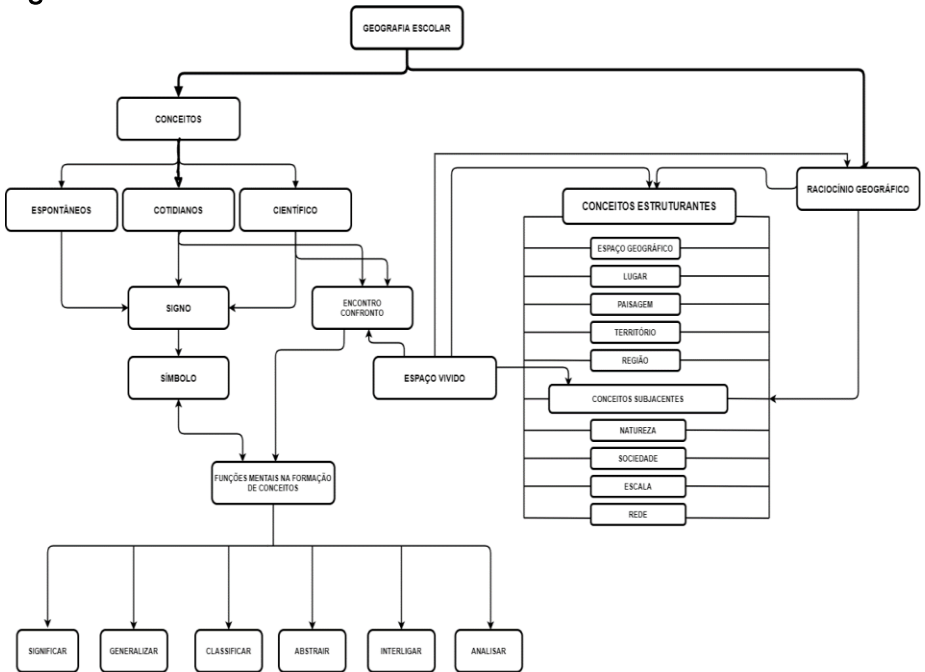 GEOGRAFIA ESCOLAR
CONCEITOS
ESPONTÂNEOS
COTIDIANOS
CIENTÍFICO
RACIOCÍNIO GEOGRÁFICO
CONCEITOS ESTRUTURANTES
ESPAÇO GEOGRÁFICO
LUGAR
PAISAGEM
TERRITÓRIO
REGIÃO
SIGNO
ENCONTRO
CONFRONTO
SÍMBOLO
ESPAÇO VIVIDO
CONCEITOS SUBJACENTES
NATUREZA
SOCIEDADE
ESCALA
REDE
FUNÇÕES MENTAIS NA FORMAÇÃO
DE CONCEITOS
SIGNIFICAR
GENERALIZAR
CLASSIFICAR
ABSTRAIR
INTERLIGAR
ANALISAR